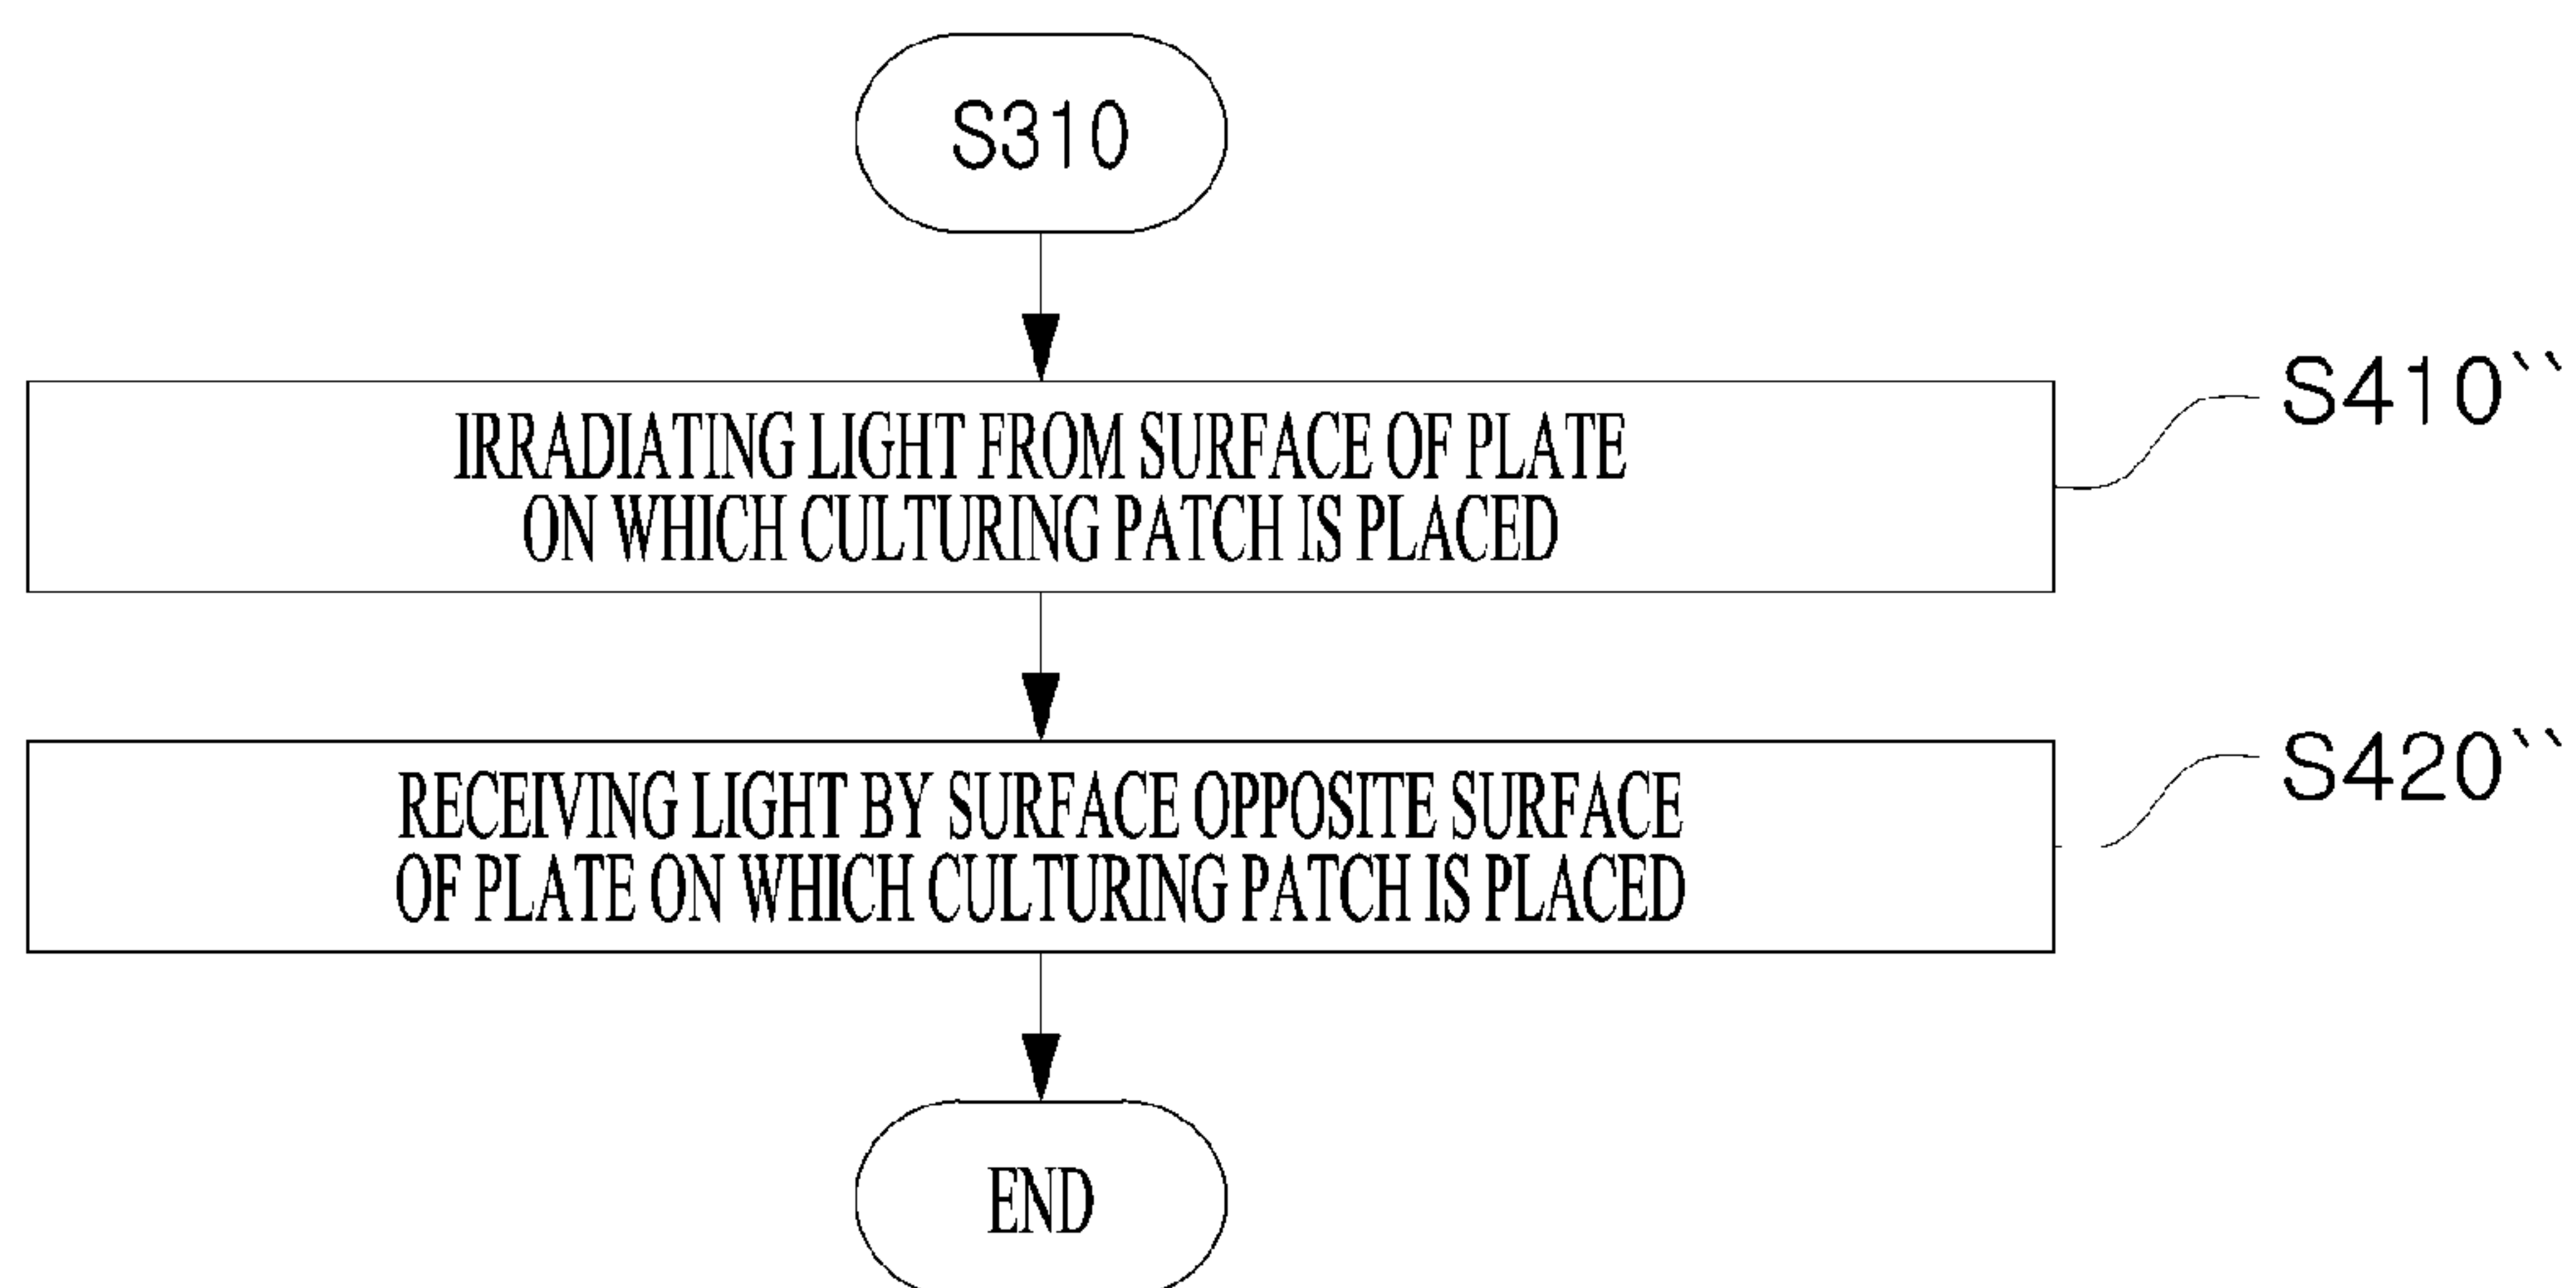 S310
IRRADIATING LIGHT FROM SURFACE OF PLATE
ON WHICH CULTURING PATCH IS PLACED
S410``
RECEIVING LIGHT BY SURFACE OPPOSITE SURFACE
OF PLATE ON WHICH CULTURING PATCH IS PLACED
S420``
END